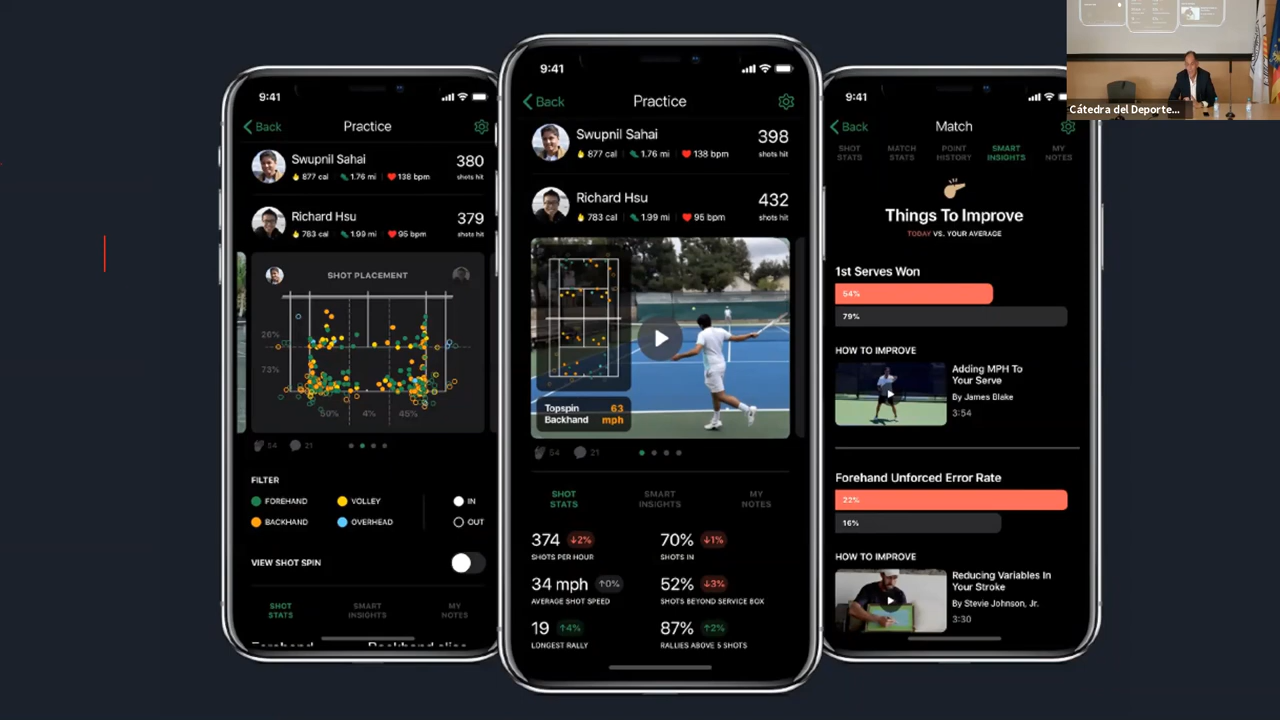 9:41
Back
Practice
Swupnil Sahai
380
877 cal
1.76 mi
138 bpm
shots hit
Richard Hsu
379
783 cal
1.99 mi
95 bpm
shots hit
SHOT PLACEMENT
26%
73%
50%
4%
45%
54
21
FILTER
FOREHAND
VOLLEY
IN
BACKHAND
OVERHEAD
OUT
VIEW SHOT SPIN
SHOT
STATS
SMART
INSIGHTS
MY
NOTES
9:41
Back
Practice
Swupnil Sahai
398
877 cal
1.76 mi
138 bpm
shots hit
Richard Hsu
432
783 cal
1.99 mi
95 bpm
shots hit
Topspin
Backhand
63
mph
54
21
SHOT
STATS
SMART
INSIGHTS
MY
NOTES
374 ↓2%
SHOTS PER HOUR
70% ↓1%
SHOTS IN
34 mph ↑0%
AVERAGE SHOT SPEED
52% ↓3%
SHOTS BEYOND SERVICE BOX
19 ↑4%
LONGEST RALLY
87% ↑2%
RALLIES ABOVE 5 SHOTS
9:41
Back
Match
SHOT
STATS
MATCH
STATS
POINT
HISTORY
SMART
INSIGHTS
MY
NOTES
Things To Improve
TODAY VS. YOUR AVERAGE
1st Serves Won
54%
79%
HOW TO IMPROVE
Adding MPH To
Your Serve
By James Blake
3:54
Forehand Unforced Error Rate
22%
16%
HOW TO IMPROVE
Reducing Variables In
Your Stroke
By Stevie Johnson, Jr.
3:30
Cátedra del Deporte...